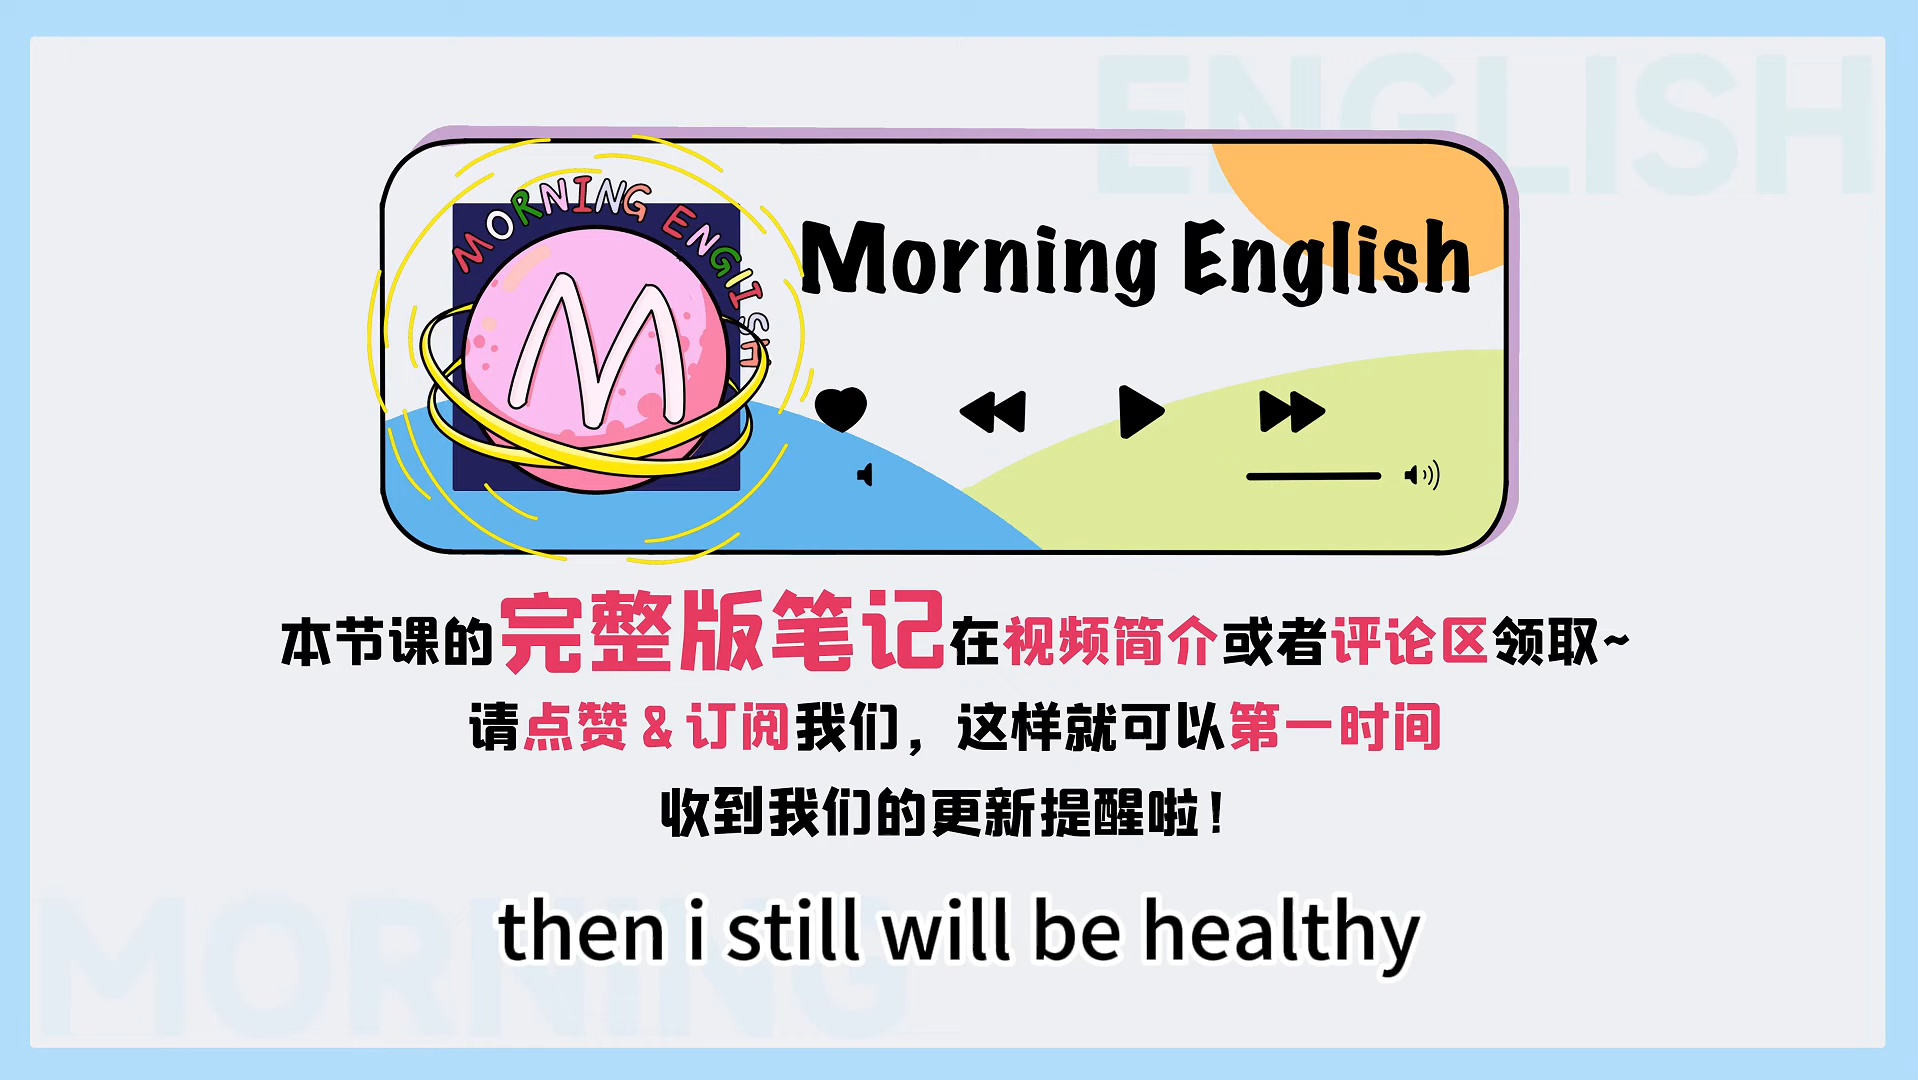 ENGLISH
MORNING ENGLISH
M
Morning English
本节课的完整版笔记在视频简介或者评论区领取~
请点赞&订阅我们，这样就可以第一时间
收到我们的更新提醒啦！
MORNING
then i still will be healthy